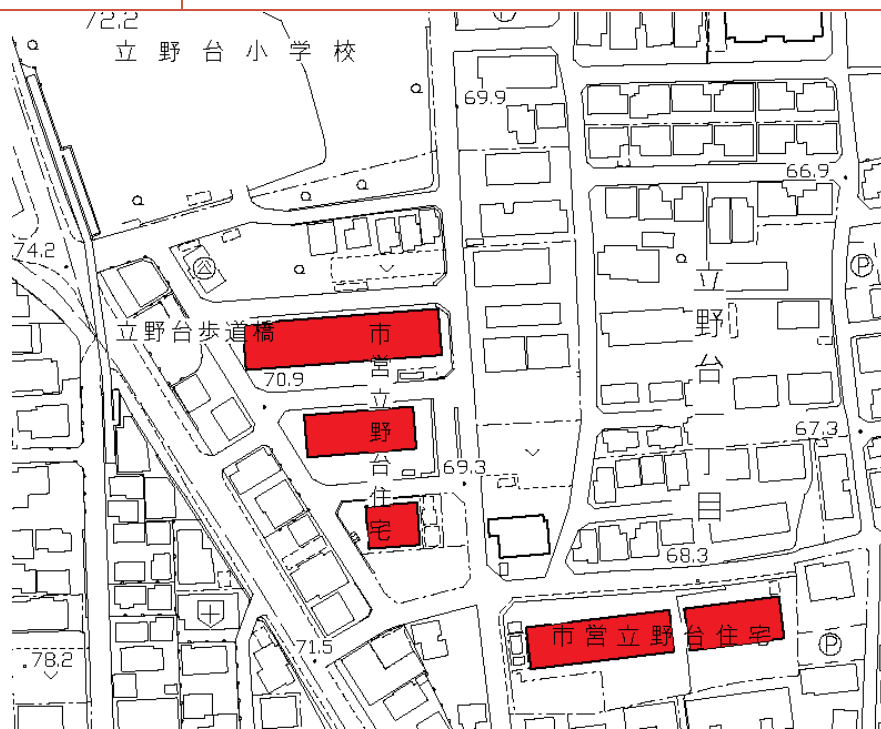 72.2
立野台小学校
69.9
66.9
74.2
立野台一丁目
立野台歩道橋
市営立野台住宅
70.9
67.3
69.3
68.3
市営立野台住宅
71.5
78.2
P
P